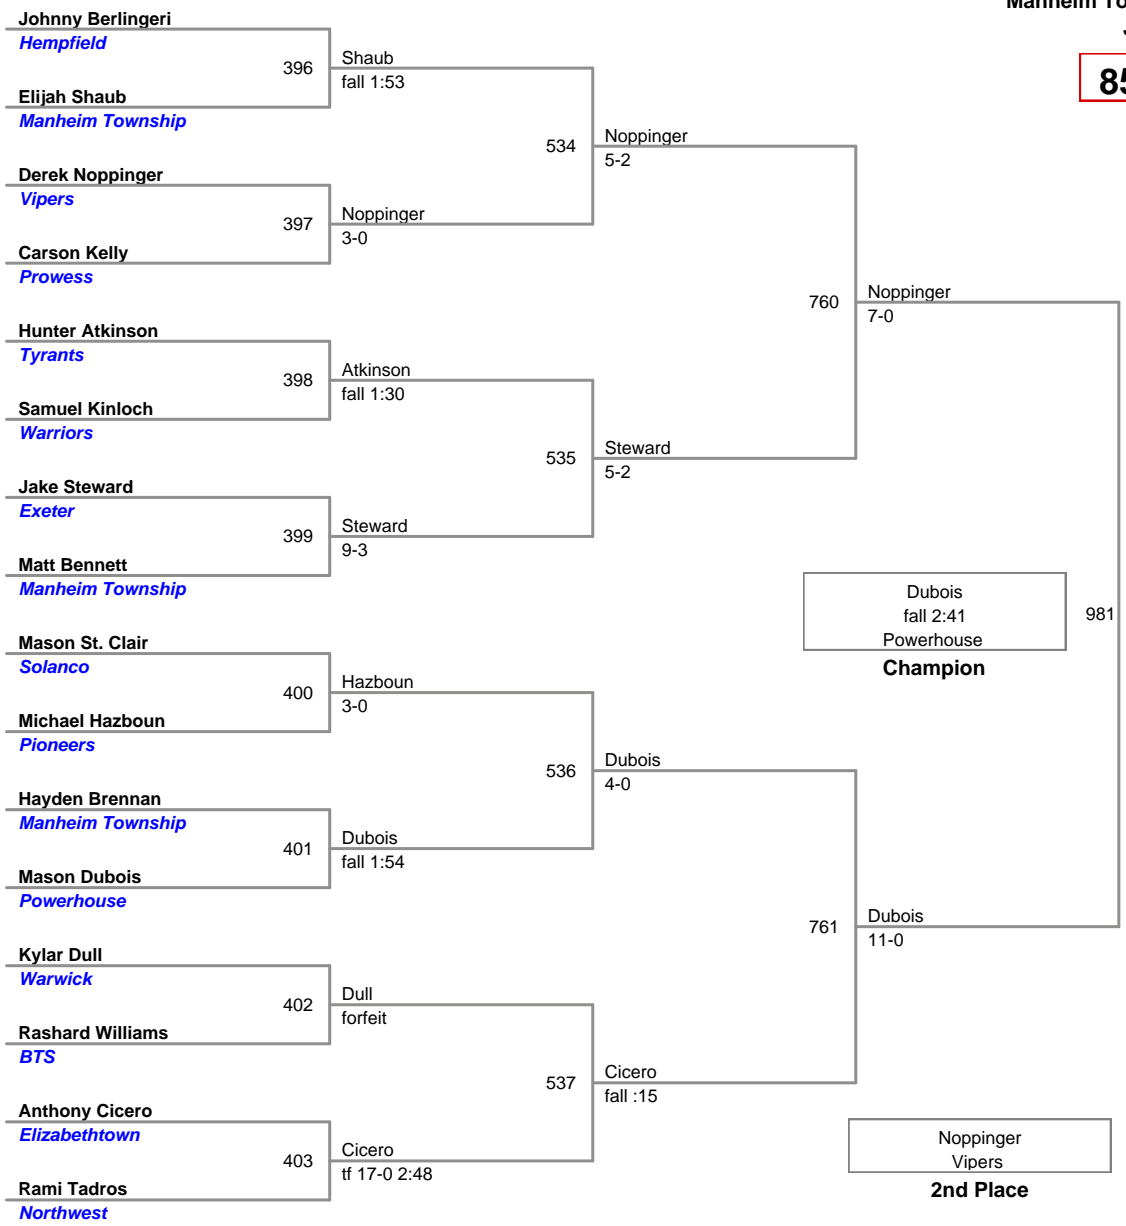 Manheim To
85
Johnny Berlingeri
Hempfield
396
Shaub
fall 1:53
Elijah Shaub
Manheim Township
534
Noppinger
5-2
Derek Noppinger
Vipers
397
Noppinger
3-0
Carson Kelly
Prowess
760
Noppinger
7-0
Hunter Atkinson
Tyrants
398
Atkinson
fall 1:30
Samuel Kinloch
Warriors
535
Steward
5-2
Jake Steward
Exeter
399
Steward
9-3
Matt Bennett
Manheim Township
Dubois
fall 2:41
Powerhouse
Champion
981
Mason St. Clair
Solanco
400
Hazboun
3-0
Michael Hazboun
Pioneers
536
Dubois
4-0
Hayden Brennan
Manheim Township
401
Dubois
fall 1:54
Mason Dubois
Powerhouse
761
Dubois
11-0
Kylar Dull
Warwick
402
Dull
forfeit
Rashard Williams
BTS
537
Cicero
fall :15
Anthony Cicero
Elizabethtown
403
Cicero
tf 17-0 2:48
Rami Tadros
Northwest
Noppinger
Vipers
2nd Place